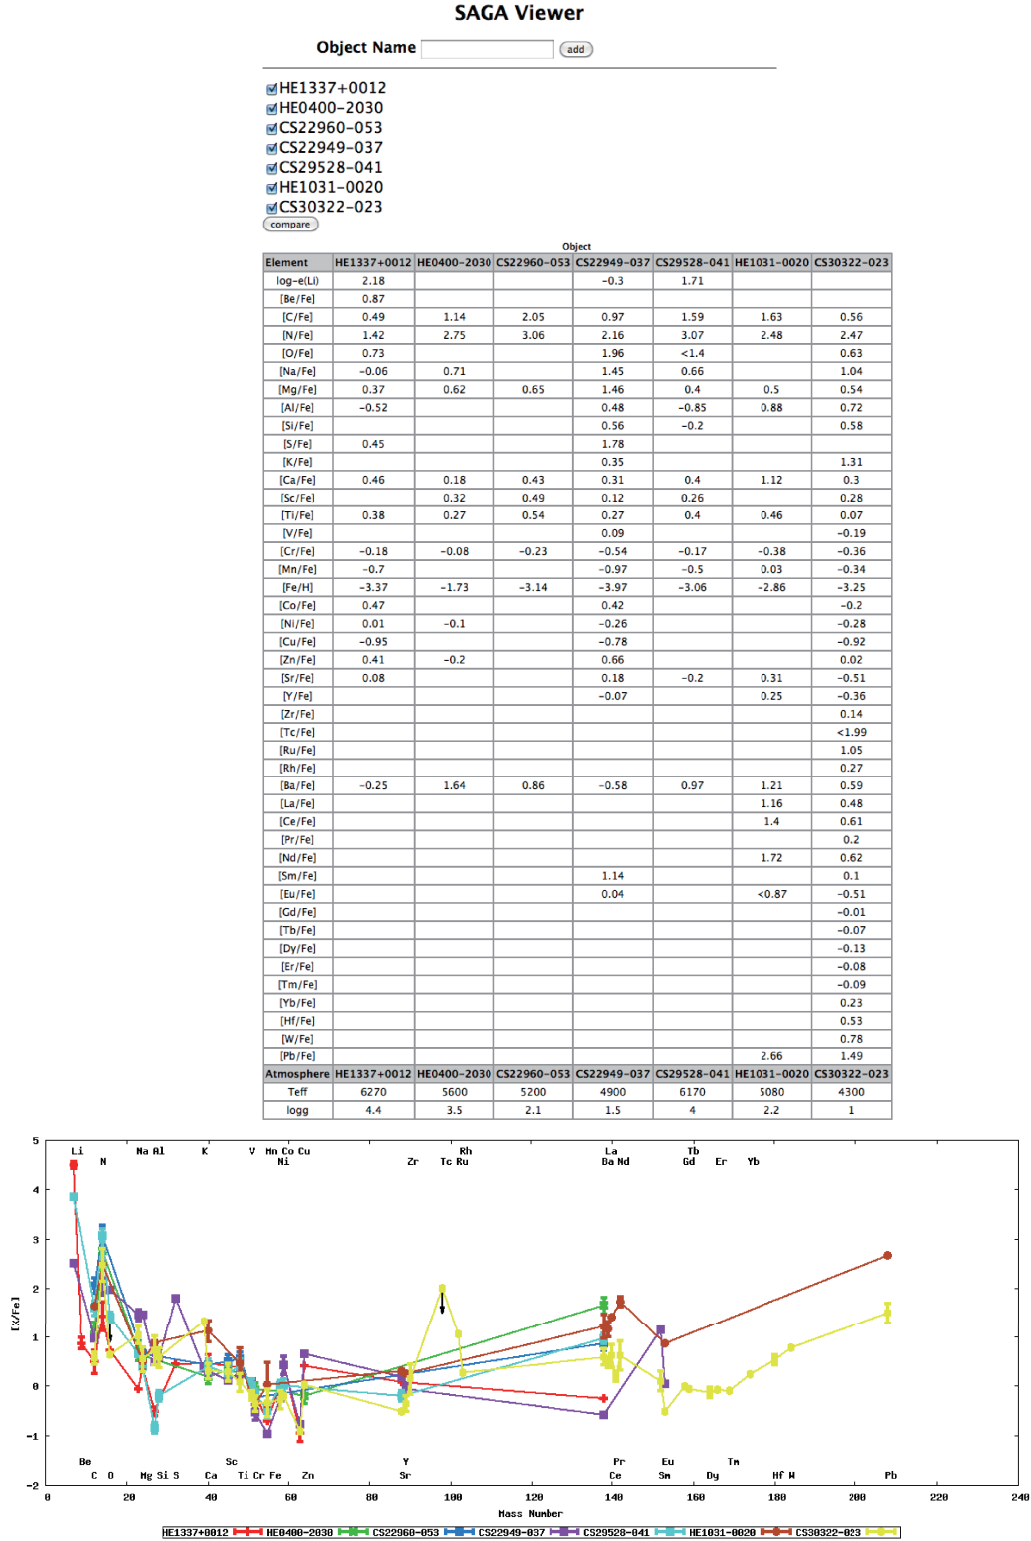 SAGA Viewer
Object Name add
HE1337+0012
HE0400-2030
CS22960-053
CS22949-037
CS29528-041
HE1031-0020
CS30322-023
compare
Object
Element HE1337+0012 HE0400-2030 CS22960-053 CS22949-037 CS29528-041 HE1031-0020 CS30322-023
log-e(Li) 2.18 -0.3 1.71
[Be/Fe] 0.87
[C/Fe] 0.49 1.14 2.05 0.97 1.59 1.63 0.56
[N/Fe] 1.42 2.75 3.06 2.16 3.07 2.48 2.47
[O/Fe] 0.73 1.96 <1.4 0.63
[Na/Fe] -0.06 0.71 1.45 0.66 1.04
[Mg/Fe] 0.37 0.62 0.65 1.46 0.4 0.5 0.54
[Al/Fe] -0.52 0.48 -0.85 0.88 0.72
[Si/Fe] 0.56 -0.2 0.58
[S/Fe] 0.45 1.78
[K/Fe] 0.35 1.31
[Ca/Fe] 0.46 0.18 0.43 0.31 0.4 1.12 0.3
[Sc/Fe] 0.32 0.49 0.12 0.26 0.28
[Ti/Fe] 0.38 0.27 0.54 0.27 0.4 0.46 0.07
[V/Fe] 0.09 -0.19
[Cr/Fe] -0.18 -0.08 -0.23 -0.54 -0.17 -0.38 -0.36
[Mn/Fe] -0.7 -0.97 -0.5 0.03 -0.34
[Fe/H] -3.37 -1.73 -3.14 -3.97 -3.06 -2.86 -3.25
[Co/Fe] 0.47 0.42 -0.2
[Ni/Fe] 0.01 -0.1 -0.26 -0.28
[Cu/Fe] -0.95 -0.78 -0.92
[Zn/Fe] 0.41 -0.2 0.66 0.02
[Sr/Fe] 0.08 0.18 -0.2 0.31 -0.51
[Y/Fe] -0.07 0.25 -0.36
[Zr/Fe] 0.14
[Tc/Fe] <1.99
[Ru/Fe] 1.05
[Rh/Fe] 0.27
[Ba/Fe] -0.25 1.64 0.86 -0.58 0.97 1.21 0.59
[La/Fe] 1.16 0.48
[Ce/Fe] 1.4 0.61
[Pr/Fe] 0.2
[Nd/Fe] 1.72 0.62
[Sm/Fe] 1.14 0.1
[Eu/Fe] 0.04 <0.87 -0.51
[Gd/Fe] -0.01
[Tb/Fe] -0.07
[Dy/Fe] -0.13
[Er/Fe] -0.08
[Tm/Fe] -0.09
[Yb/Fe] 0.23
[Hf/Fe] 0.53
[W/Fe] 0.78
[Pb/Fe] 2.66 1.49
Atmosphere HE1337+0012 HE0400-2030 CS22960-053 CS22949-037 CS29528-041 HE1031-0020 CS30322-023
Teff 6270 5600 5200 4900 6170 5080 4300
logg 4.4 3.5 2.1 1.5 4 2.2 1
5
Li Na Al K V Mn Co Cu Rh La Tb
N Ni Zr Tc Ru Ba Nd Gd Er Yb
4
3
2
[X/Fe]
1
0
-1
Be Sc Y Pr Eu Tm
C O Mg Si S Ca Ti Cr Fe Zn Sr Ce Sm Dy Hf W Pb
-2
0 20 40 60 80 100 120 140 160 180 200 220 240
Mass Number
HE1337+0012 HE0400-2030 CS22960-053 CS22949-037 CS29528-041 HE1031-0020 CS30322-023